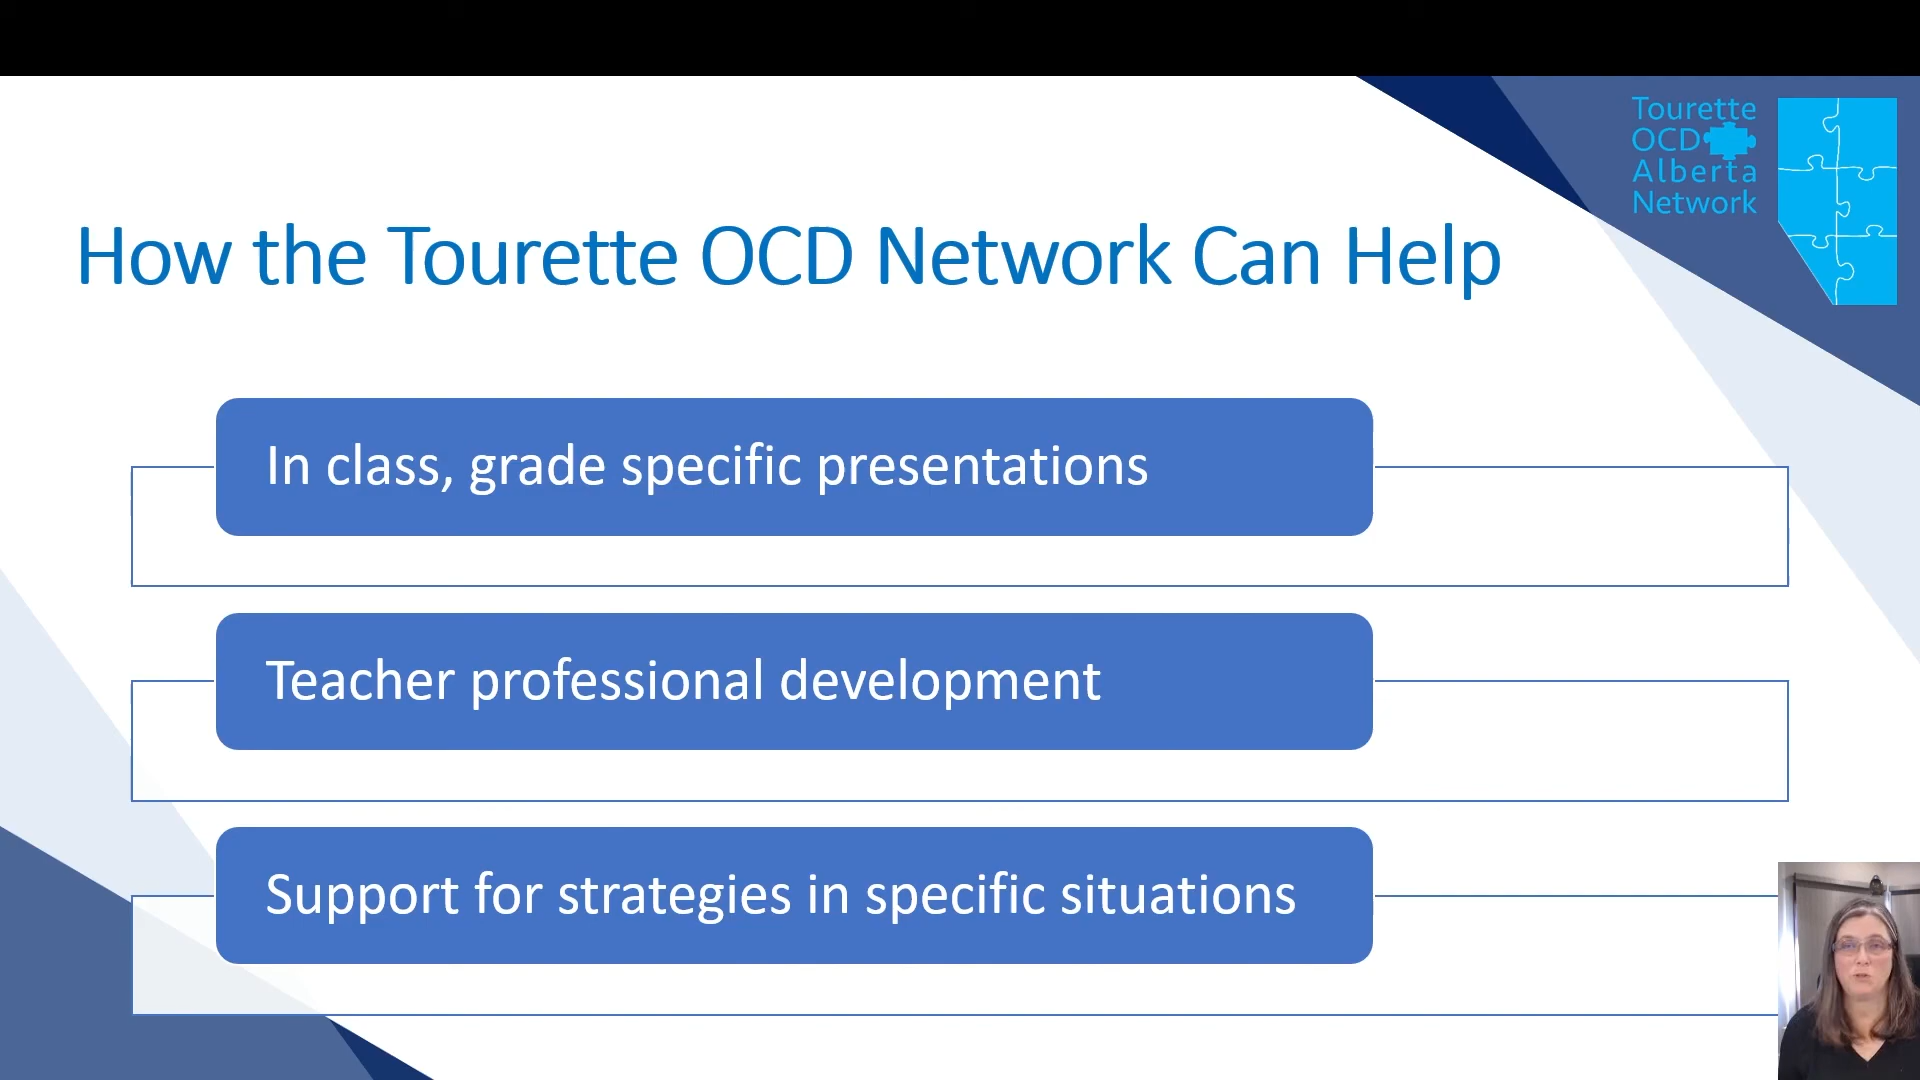 Tourette
OCD
Alberta
Network
How the Tourette OCD Network Can Help
In class, grade specific presentations
Teacher professional development
Support for strategies in specific situations